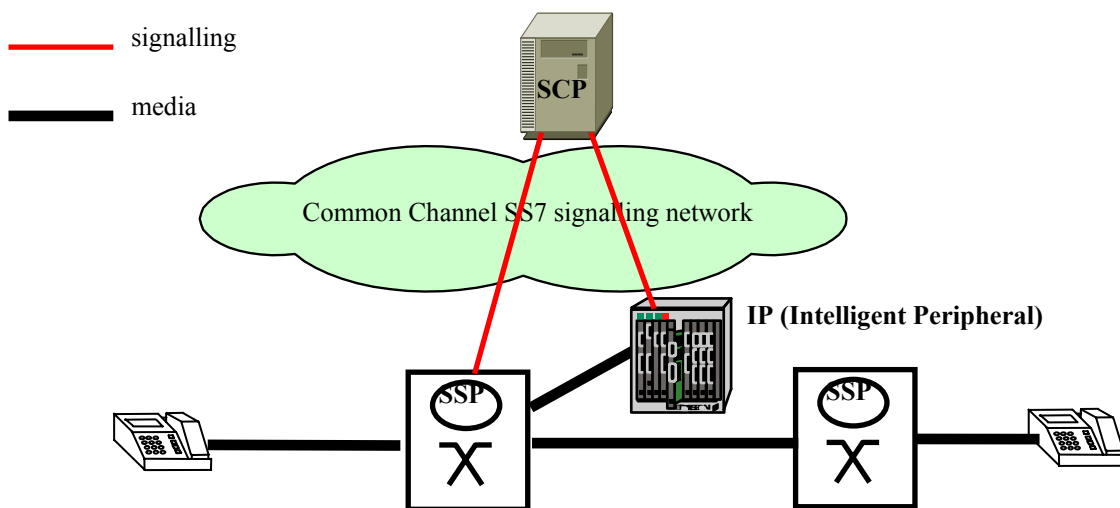 signalling
media
SCP
Common Channel SS7 signalling network
IP (Intelligent Peripheral)
SSP
SSP